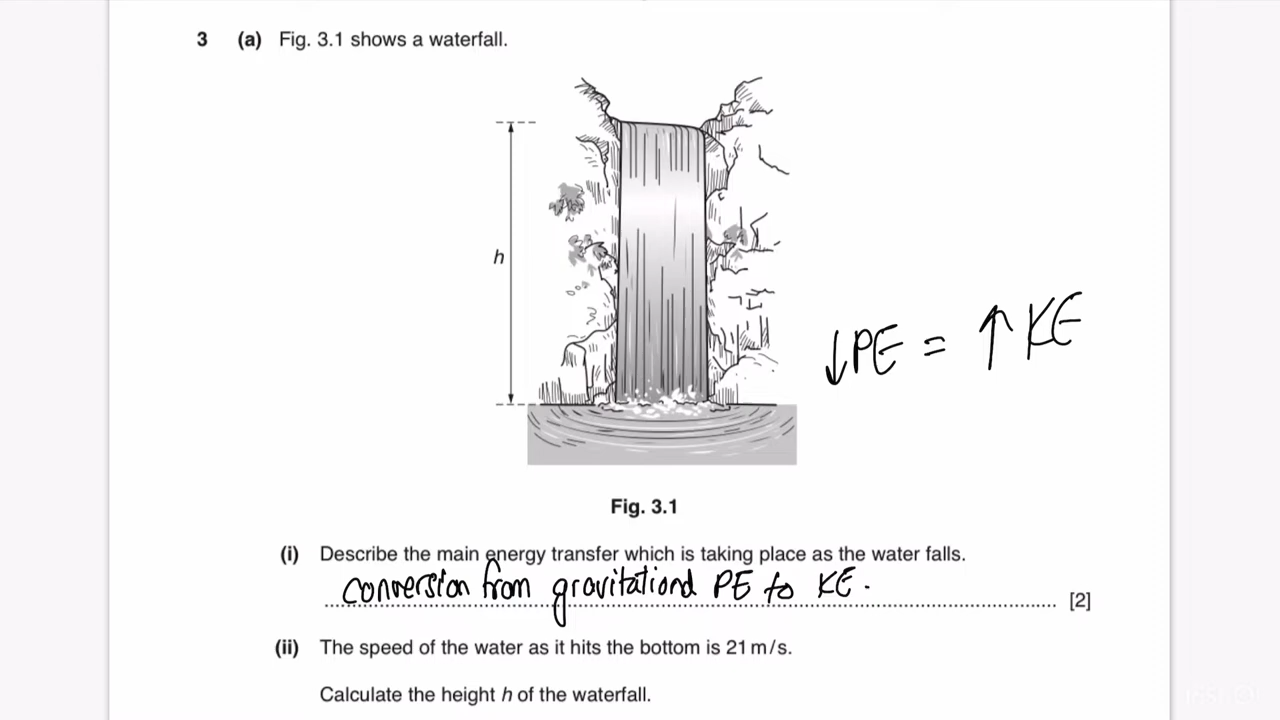 3 (a) Fig. 3.1 shows a waterfall.
h
↓PE = ↑KE
Fig. 3.1
(i) Describe the main energy transfer which is taking place as the water falls.
conversion from gravitational PE to KE.
[2]
(ii) The speed of the water as it hits the bottom is 21 m/s.
Calculate the height h of the waterfall.